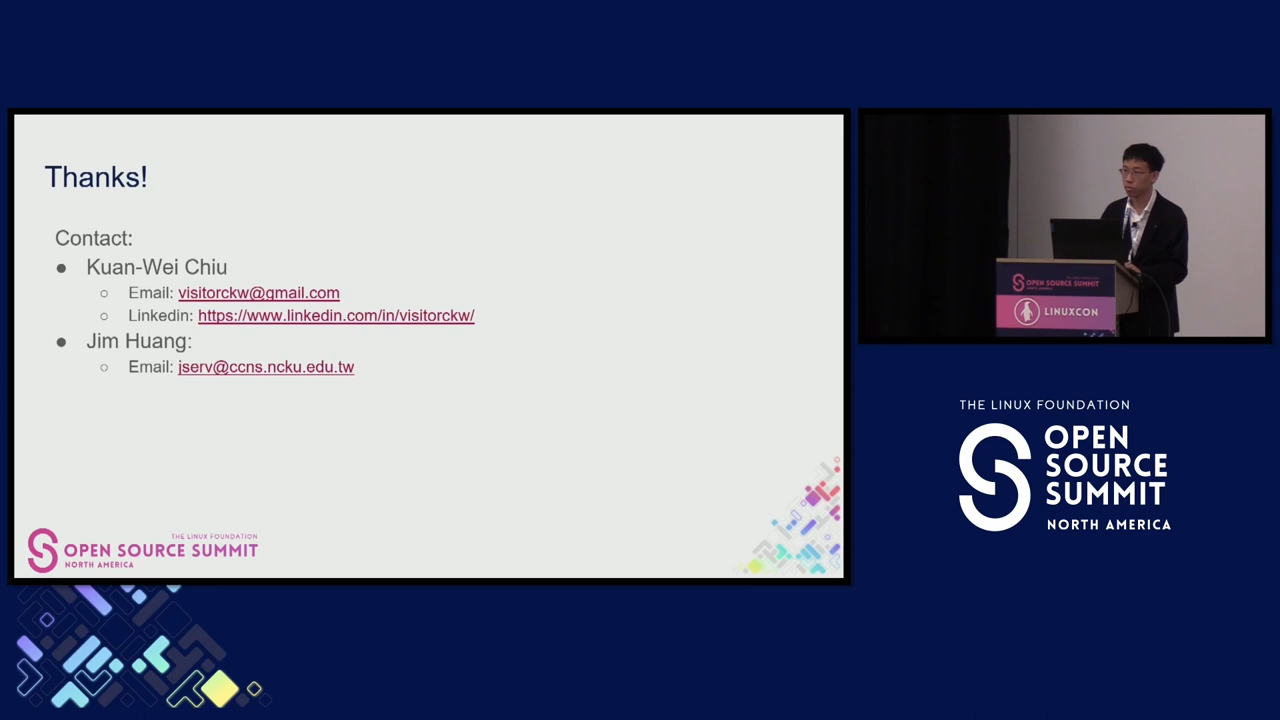 Thanks!
Contact:
● Kuan-Wei Chiu
○ Email: visitorckw@gmail.com
○ Linkedin: https://www.linkedin.com/in/visitorckw/
● Jim Huang:
○ Email: jserv@ccns.ncku.edu.tw
THE LINUX FOUNDATION
OPEN SOURCE SUMMIT
NORTH AMERICA
OPEN SOURCE SUMMIT
LINUXCON
THE LINUX FOUNDATION
OPEN
SOURCE
SUMMIT
NORTH AMERICA